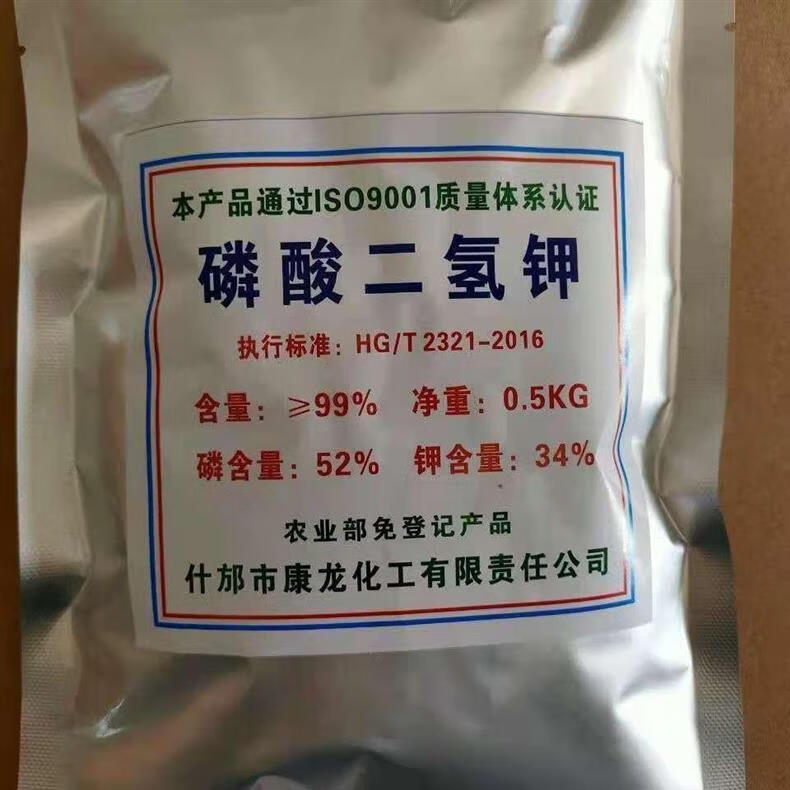 本产品通过ISO9001质量体系认证
磷酸二氢钾
执行标准：HG/T 2321-2016
含量：≥99% 净重：0.5KG
磷含量：52% 钾含量：34%
农业部免登记产品
什邡市康龙化工有限责任公司